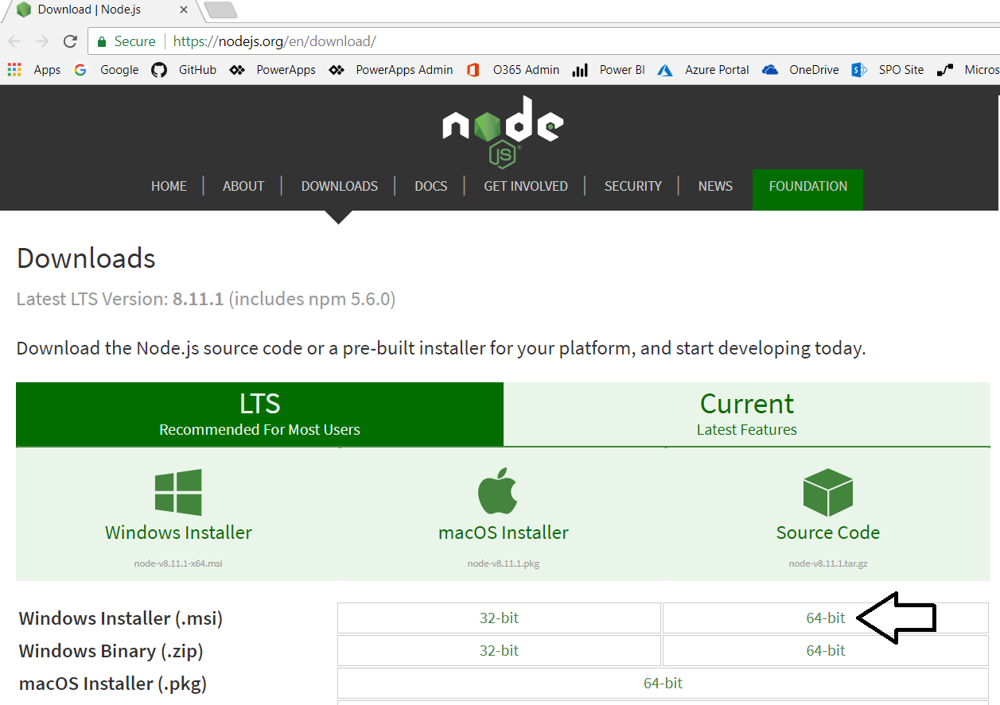 Download | Node.js
Secure https://nodejs.org/en/download/
Apps Google GitHub PowerApps PowerApps Admin O365 Admin Power BI Azure Portal OneDrive SPO Site Micros
node
JS
HOME ABOUT DOWNLOADS DOCS GET INVOLVED SECURITY NEWS FOUNDATION
Downloads
Latest LTS Version: 8.11.1 (includes npm 5.6.0)
Download the Node.js source code or a pre-built installer for your platform, and start developing today.
LTS
Recommended For Most Users
Current
Latest Features
Windows Installer
node-v8.11.1-x64.msi
macOS Installer
node-v8.11.1.pkg
Source Code
node-v8.11.1.tar.gz
Windows Installer (.msi) 32-bit 64-bit
Windows Binary (.zip) 32-bit 64-bit
macOS Installer (.pkg) 64-bit